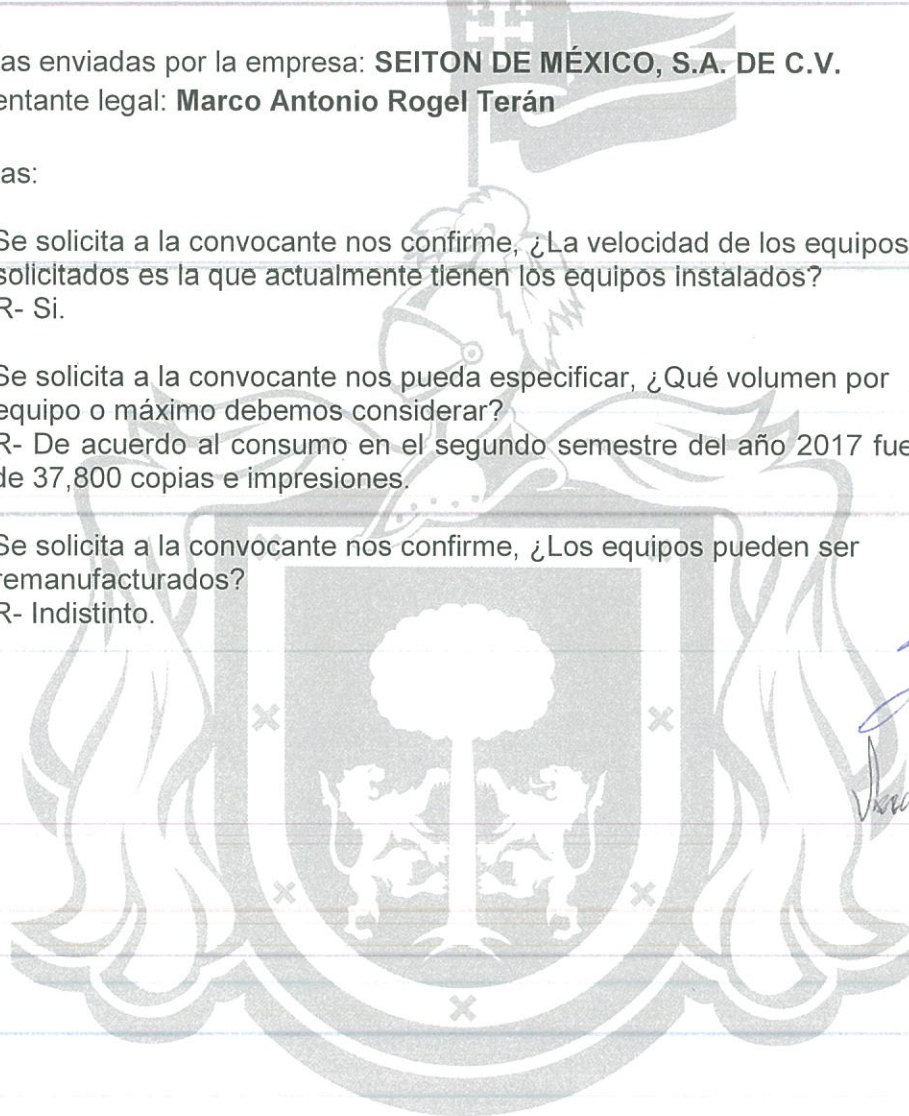 as enviadas por la empresa: SEITON DE MÉXICO, S.A. DE C.V.
entante legal: Marco Antonio Rogel Terán
as:
Se solicita a la convocante nos confirme, ¿La velocidad de los equipos
solicitados es la que actualmente tienen los equipos instalados?
R- Si.
Se solicita a la convocante nos pueda especificar, ¿Qué volumen por
equipo o máximo debemos considerar?
R- De acuerdo al consumo en el segundo semestre del año 2017 fue
de 37,800 copias e impresiones.
Se solicita a la convocante nos confirme, ¿Los equipos pueden ser
remanufacturados?
R- Indistinto.